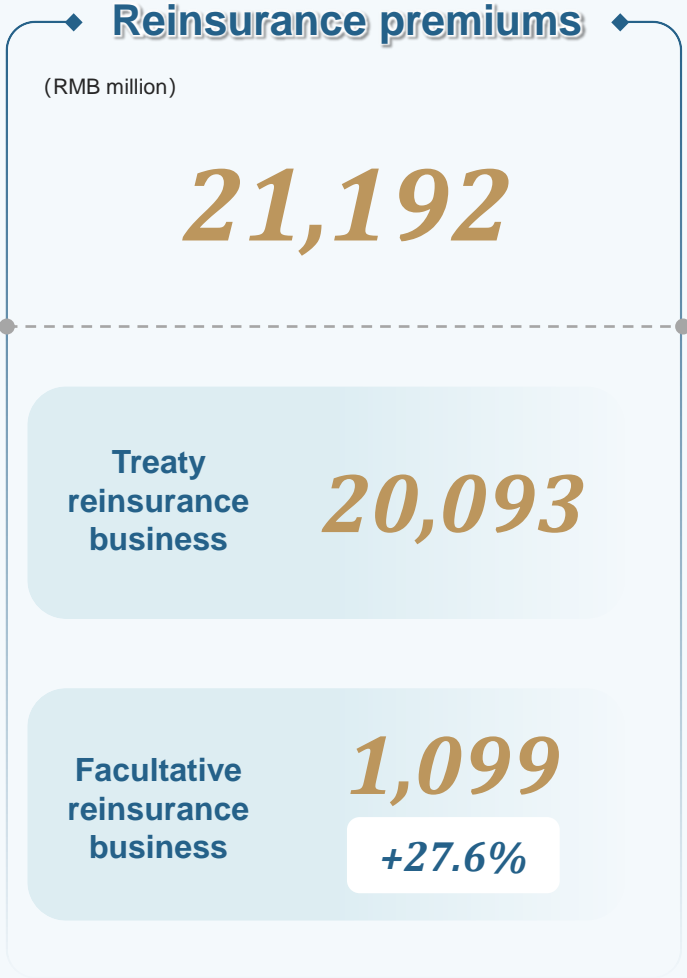 Reinsurance premiums
(RMB million)
21,192
Treaty
reinsurance
business
20,093
Facultative
reinsurance
business
1,099
+27.6%